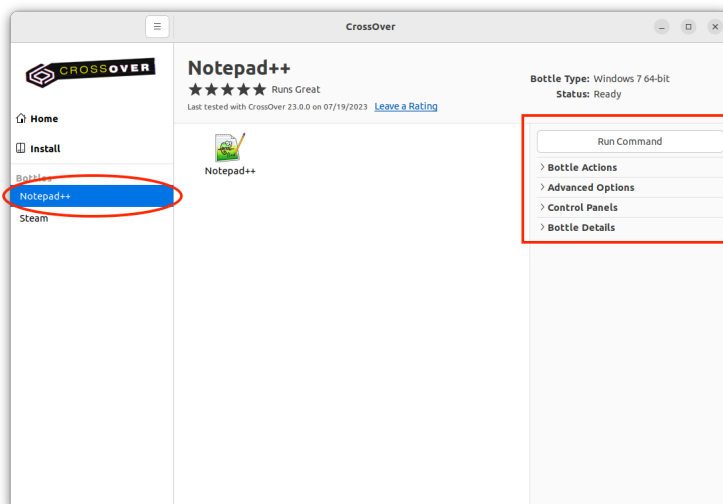 CrossOver
CROSSOVER
Home
Install
Bottles
Notepad++
Steam
Notepad++
Runs Great
Last tested with CrossOver 23.0.0 on 07/19/2023 Leave a Rating
Notepad++
Bottle Type: Windows 7 64-bit
Status: Ready
Run Command
Bottle Actions
Advanced Options
Control Panels
Bottle Details